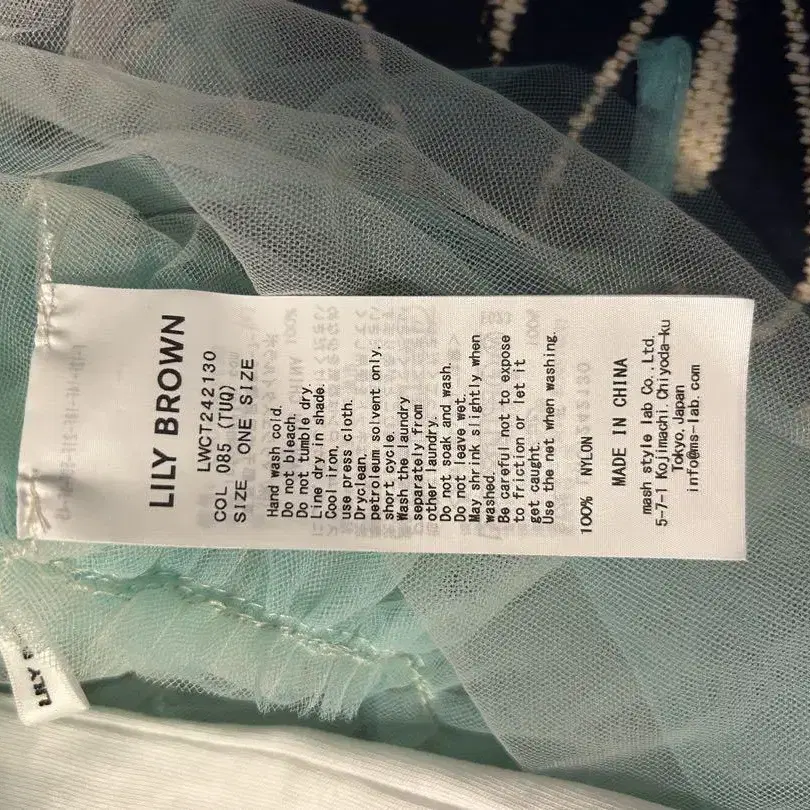 LILY BROWN
LWCT242130
COL 085 (TUQ)
SIZE ONE SIZE
Hand wash cold.
Do not bleach.
Do not tumble dry.
Line dry in shade.
Cool iron,
use press cloth.
Dryclean,
petroleum solvent only,
short cycle.
Wash the laundry
separately from
other laundry.
Do not soak and wash.
Do not leave wet.
May shrink slightly when
washed.
Be careful not to expose
to friction or let it
get caught.
Use the net when washing.
100% NYLON
MADE IN CHINA
mash style lab Co.,Ltd.
5-7-1 Kojimachi, Chiyoda-ku
Tokyo, Japan
info@ms-lab.com
LILY